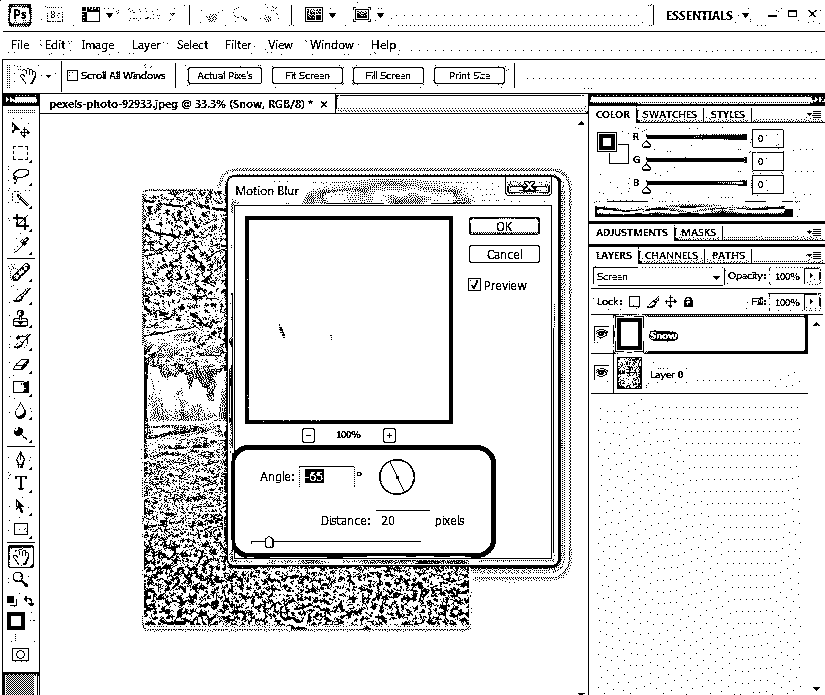 Ps Br ESSENTIALS
File Edit Image Layer Select Filter View Window Help
Scroll All Windows Actual Pixels Fit Screen Fill Screen Print Size
pexels-photo-92933.jpeg @ 33.3% (Snow, RGB/8) * ×
COLOR SWATCHES STYLES
R 0
G 0
B 0
Motion Blur
OK
Cancel
Preview
100%
Angle: -65 °
Distance: 20 pixels
ADJUSTMENTS MASKS
LAYERS CHANNELS PATHS
Screen Opacity: 100%
Lock: Fill: 100%
Snow
Layer 0
T